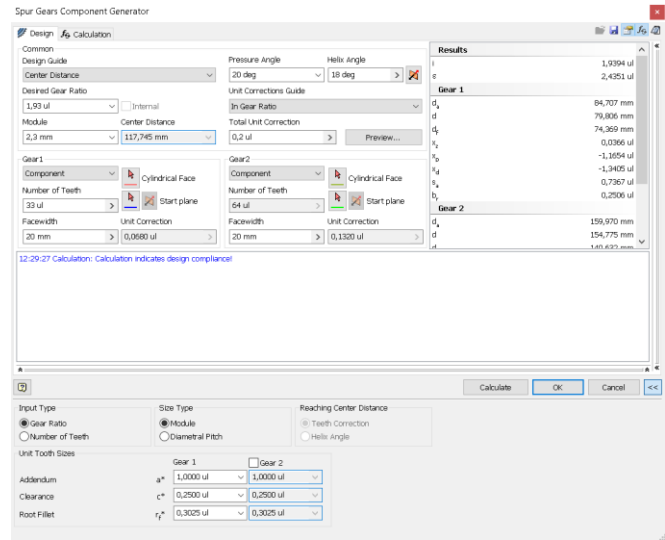 Spur Gears Component Generator
Design
fG Calculation
Common
Design Guide
Center Distance
Pressure Angle
20 deg
Helix Angle
18 deg
Desired Gear Ratio
1,93 ul
Internal
Unit Corrections Guide
In Gear Ratio
Module
2,3 mm
Center Distance
117,745 mm
Total Unit Correction
0,2 ul
Preview...
Gear1
Component
Cylindrical Face
Number of Teeth
33 ul
Start plane
Facewidth
20 mm
Unit Correction
0,0680 ul
Gear2
Component
Cylindrical Face
Number of Teeth
64 ul
Start plane
Facewidth
20 mm
Unit Correction
0,1320 ul
Results
i 1,9394 ul
ε 2,4351 ul
Gear 1
da 84,707 mm
d 79,806 mm
df 74,369 mm
xz 0,0366 ul
xp -1,1654 ul
xd -1,3405 ul
sa 0,7367 ul
br 0,2506 ul
Gear 2
da 159,970 mm
d 154,775 mm
12:29:27 Calculation: Calculation indicates design compliance!
Calculate
OK
Cancel
<<
Input Type
Gear Ratio
Number of Teeth
Size Type
Module
Diametral Pitch
Reaching Center Distance
Teeth Correction
Helix Angle
Unit Tooth Sizes
Gear 1 Gear 2
Addendum a* 1,0000 ul 1,0000 ul
Clearance c* 0,2500 ul 0,2500 ul
Root Fillet rf* 0,3025 ul 0,3025 ul